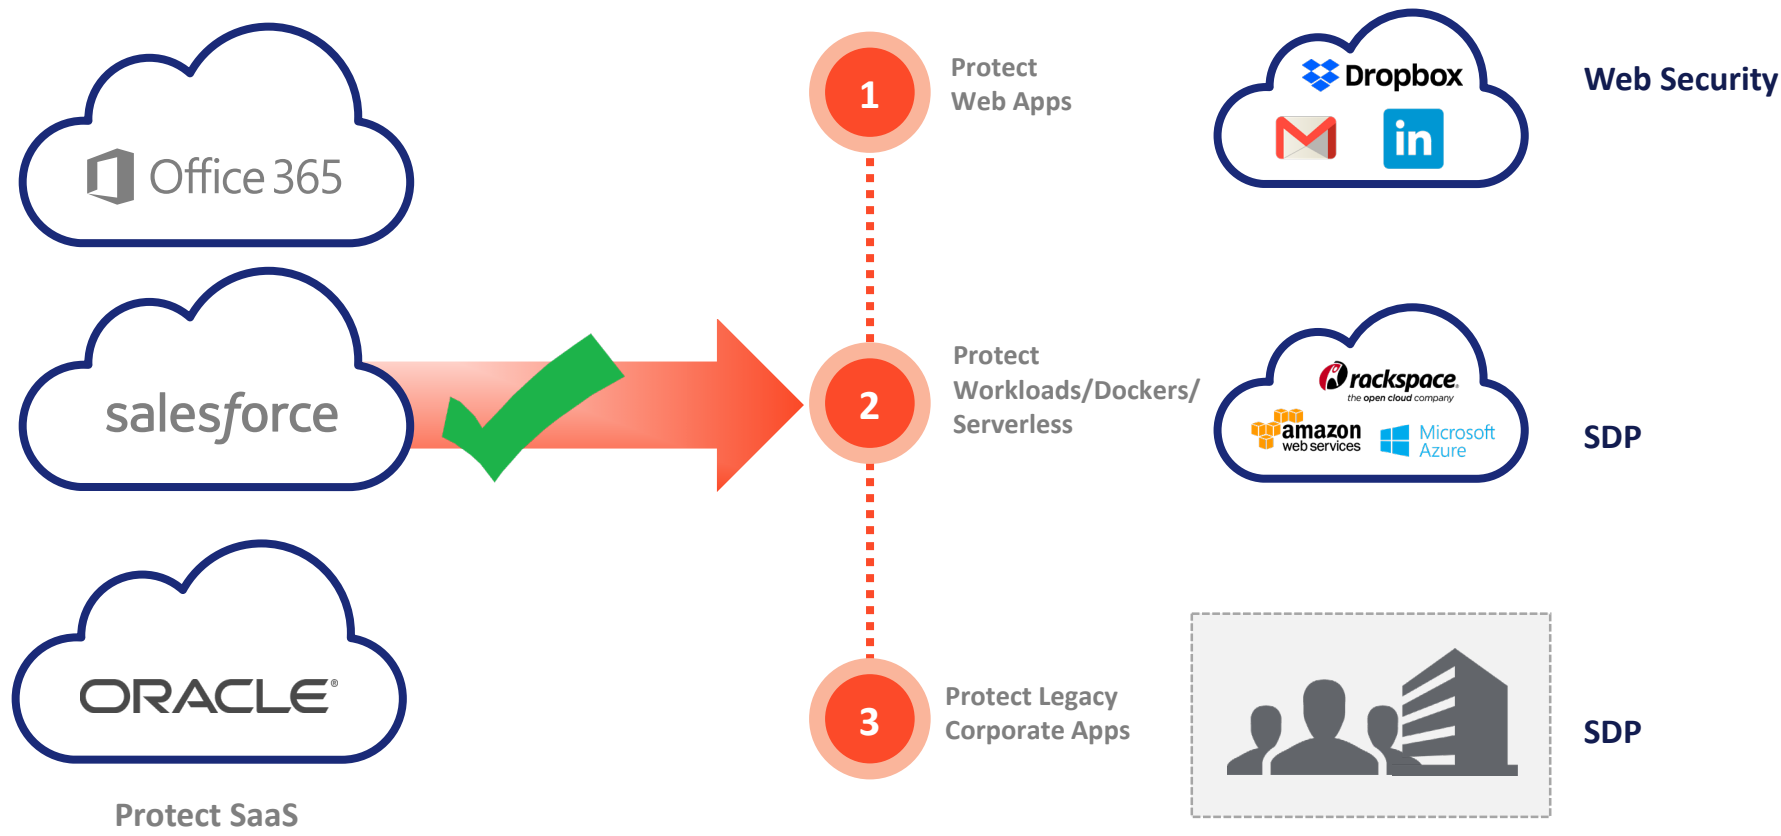 Office 365
salesforce
ORACLE®
Protect SaaS
1
Protect
Web Apps
Dropbox
in
Web Security
2
Protect
Workloads/Dockers/
Serverless
rackspace®
the open cloud company
amazon
web services
Microsoft
Azure
SDP
3
Protect Legacy
Corporate Apps
SDP